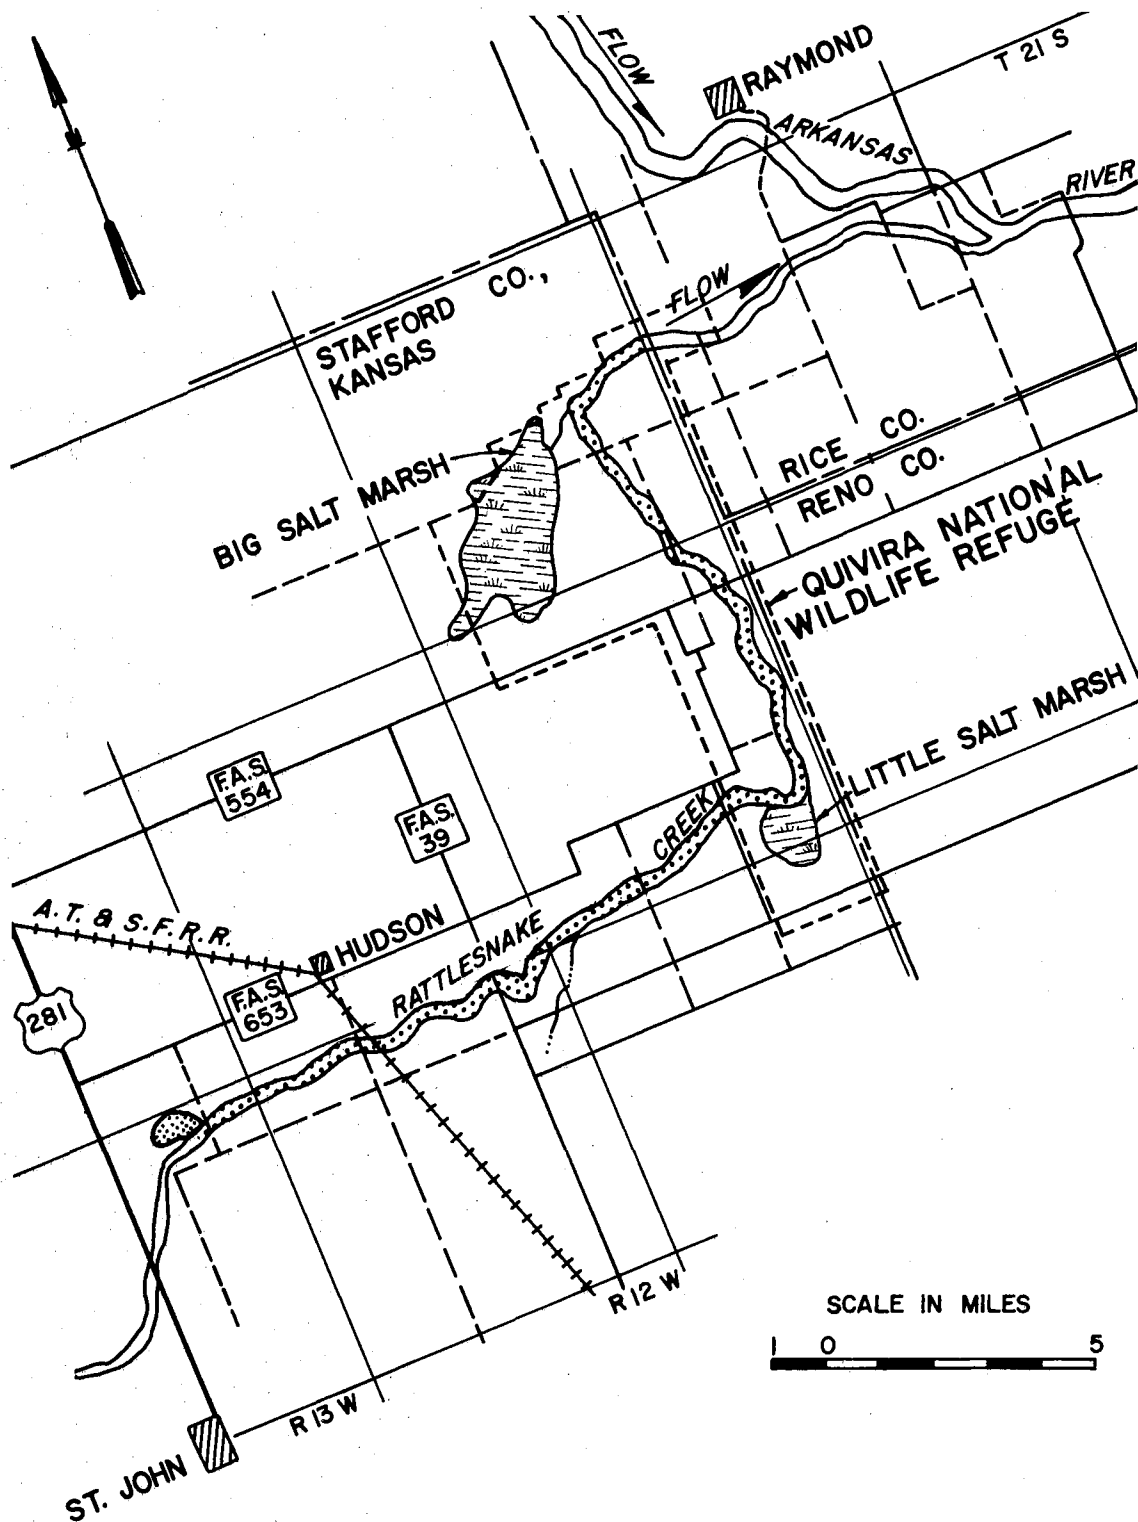 FLOW
RAYMOND
T 21 S
ARKANSAS
RIVER
N
STAFFORD CO.,
KANSAS
FLOW
BIG SALT MARSH
RICE CO.
RENO CO.
QUIVIRA NATIONAL
WILDLIFE REFUGE
LITTLE SALT MARSH
F.A.S.
554
F.A.S.
39
CREEK
A.T. & S.F.R.R.
HUDSON
RATTLESNAKE
F.A.S.
653
281
R 12 W
R 13 W
ST. JOHN
SCALE IN MILES
1 0 5